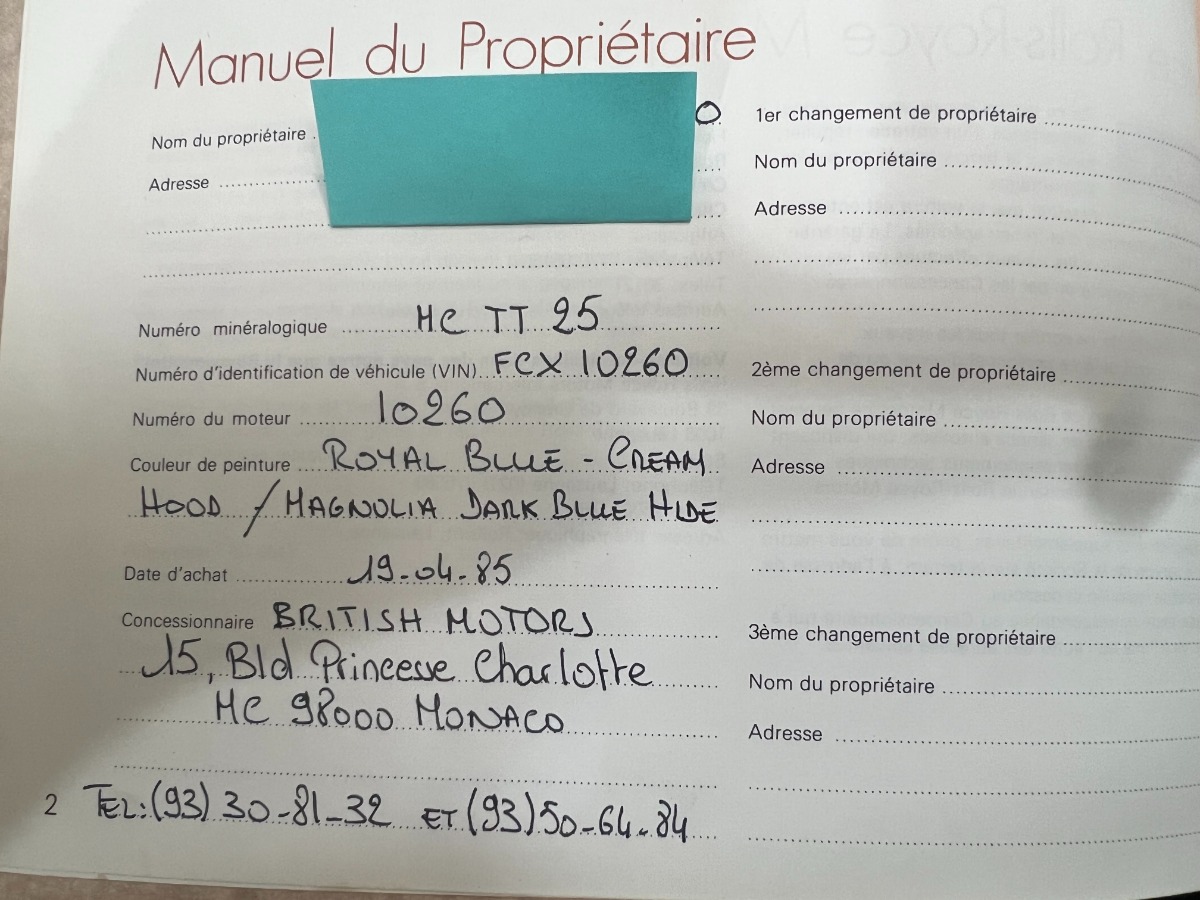 Manuel du Propriétaire
Nom du propriétaire
Adresse
Numéro minéralogique MC TT 25
Numéro d'identification de véhicule (VIN) FCX 10260
Numéro du moteur 10260
Couleur de peinture ROYAL BLUE - CREAM
HOOD / MAGNOLIA DARK BLUE HIDE
Date d'achat 19-04-85
Concessionnaire BRITISH MOTORS
15, Bld Princesse Charlotte
MC 98000 MONACO
2 TEL: (93) 30-81-32 ET (93) 50-64-84
1er changement de propriétaire
Nom du propriétaire
Adresse
2ème changement de propriétaire
Nom du propriétaire
Adresse
3ème changement de propriétaire
Nom du propriétaire
Adresse